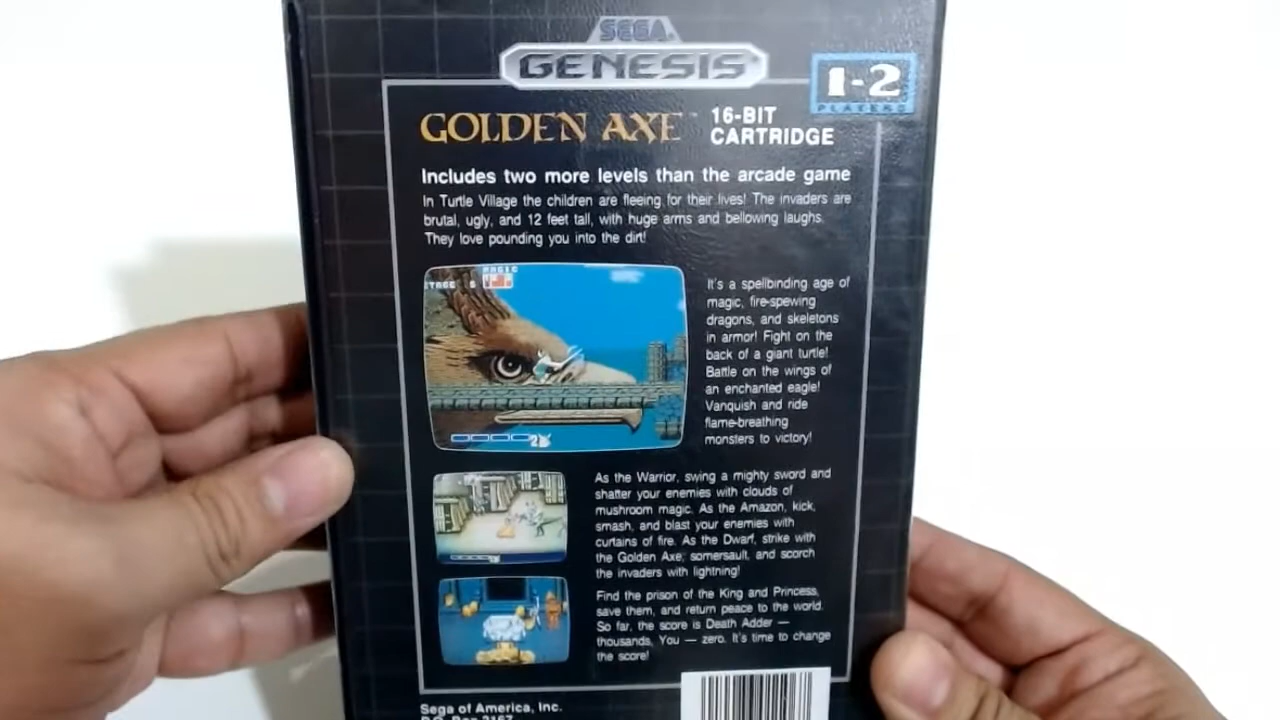 SEGA
GENESIS
1-2
PLAYERS
GOLDEN AXE™
16-BIT
CARTRIDGE
Includes two more levels than the arcade game
In Turtle Village the children are fleeing for their lives! The invaders are
brutal, ugly, and 12 feet tall, with huge arms and bellowing laughs.
They love pounding you into the dirt!
MAGIC
STAGE 5
It's a spellbinding age of
magic, fire-spewing
dragons, and skeletons
in armor! Fight on the
back of a giant turtle!
Battle on the wings of
an enchanted eagle!
Vanquish and ride
flame-breathing
monsters to victory!
2
As the Warrior, swing a mighty sword and
shatter your enemies with clouds of
mushroom magic. As the Amazon, kick,
smash, and blast your enemies with
curtains of fire. As the Dwarf, strike with
the Golden Axe, somersault, and scorch
the invaders with lightning!
Find the prison of the King and Princess,
save them, and return peace to the world.
So far, the score is Death Adder —
thousands, You — zero. It's time to change
the score!
Sega of America, Inc.
P.O. Box 2167